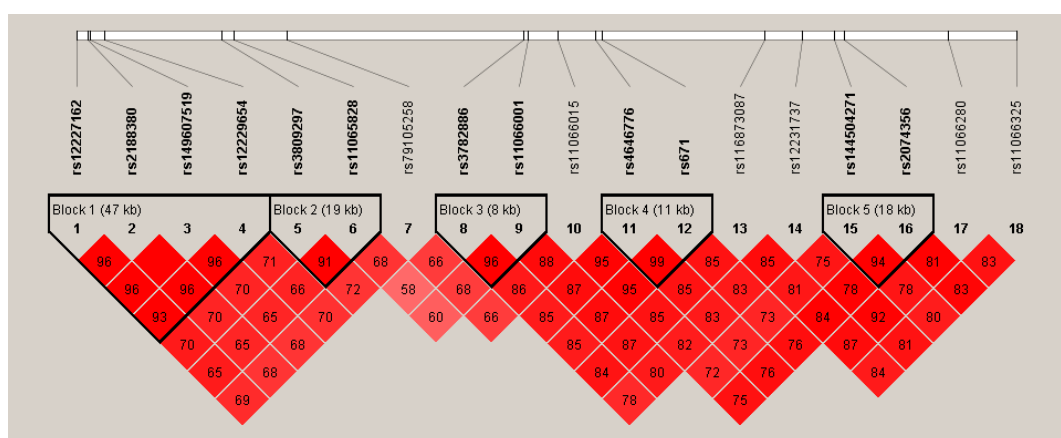 rs12227162
rs2188380
rs149607519
rs12229654
rs3809297
rs11065828
rs79105258
rs3782886
rs11066001
rs11066015
rs4646776
rs671
rs116873087
rs12231737
rs144504271
rs2074356
rs11066280
rs11066325
Block 1 (47 kb) Block 2 (19 kb) Block 3 (8 kb) Block 4 (11 kb) Block 5 (18 kb)
1 2 3 4 5 6 7 8 9 10 11 12 13 14 15 16 17 18
96 96 71 91 68 66 96 88 95 99 85 85 75 94 81 83
96 96 70 66 72 58 68 86 87 95 85 83 81 78 78 83
93 70 65 70 60 66 85 87 85 83 73 84 92 80
70 65 68 85 87 82 73 76 87 81
65 68 84 80 72 76 84
69 78 75